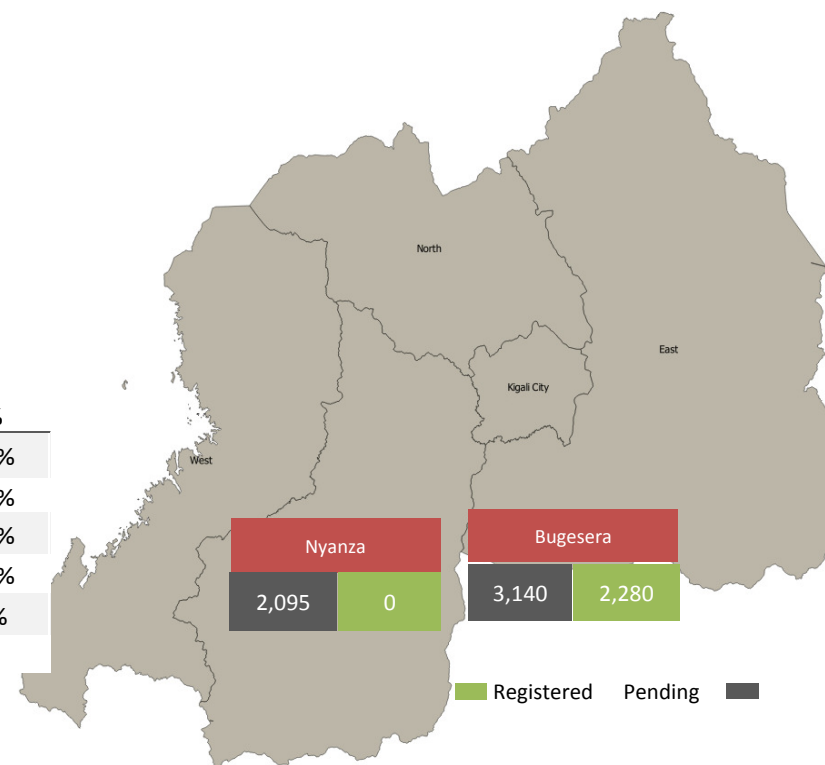 North
East
Kigali City
West
%
%
%
%
%
%
Nyanza
Bugesera
2,095
0
3,140
2,280
Registered
Pending